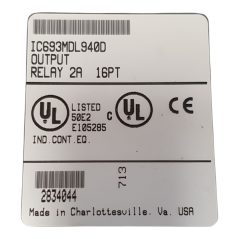 IC693MDL940D
OUTPUT
RELAY 2A 16PT
UL LISTED C UL
50E2
E105285
IND.CONT.EQ.
713
2834044
Made in Charlottesville, Va. USA